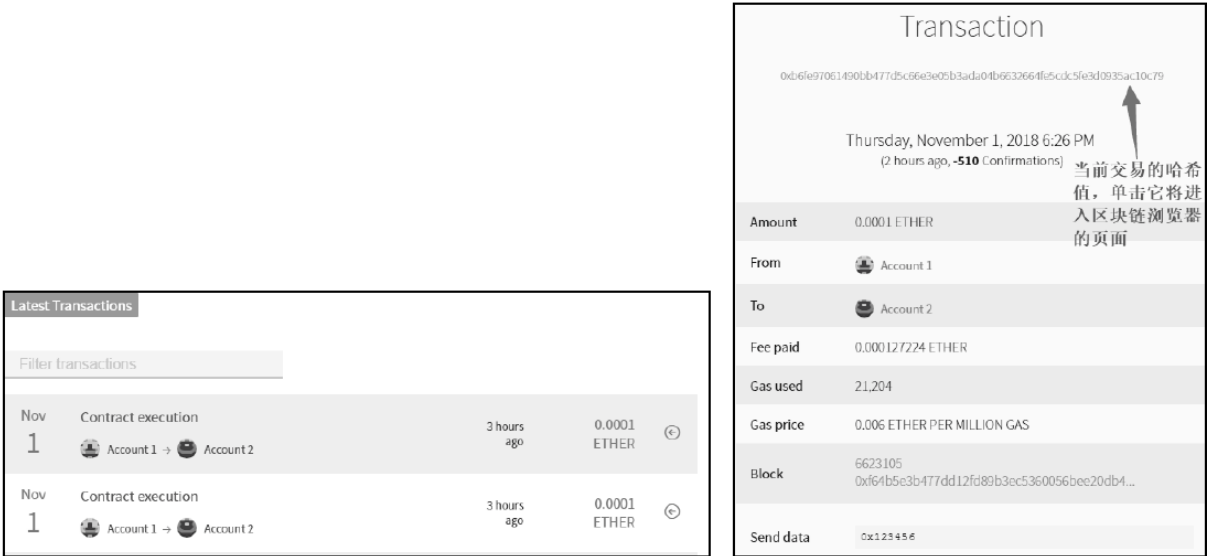 Latest Transactions
Filter transactions
Nov
1
Contract execution
Account 1 → Account 2
3 hours
ago
0.0001
ETHER
Nov
1
Contract execution
Account 1 → Account 2
3 hours
ago
0.0001
ETHER
Transaction
0xb6fe97061490bb477d5c66e3e05b3ada04b6632664fe5cdc5fe3d0935ac10c79
Thursday, November 1, 2018 6:26 PM
(2 hours ago, -510 Confirmations)
当前交易的哈希
值，单击它将进
入区块链浏览器
的页面
Amount 0.0001 ETHER
From Account 1
To Account 2
Fee paid 0.000127224 ETHER
Gas used 21,204
Gas price 0.006 ETHER PER MILLION GAS
Block 6623105
0xf64b5e3b477dd12fd89b3ec5360056bee20db4...
Send data 0x123456